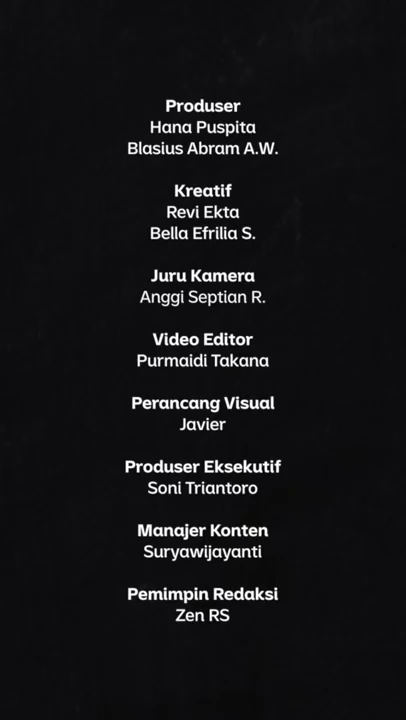 Produser
Hana Puspita
Blasius Abram A.W.
Kreatif
Revi Ekta
Bella Efrilia S.
Juru Kamera
Anggi Septian R.
Video Editor
Purmaidi Takana
Perancang Visual
Javier
Produser Eksekutif
Soni Triantoro
Manajer Konten
Suryawijayanti
Pemimpin Redaksi
Zen RS